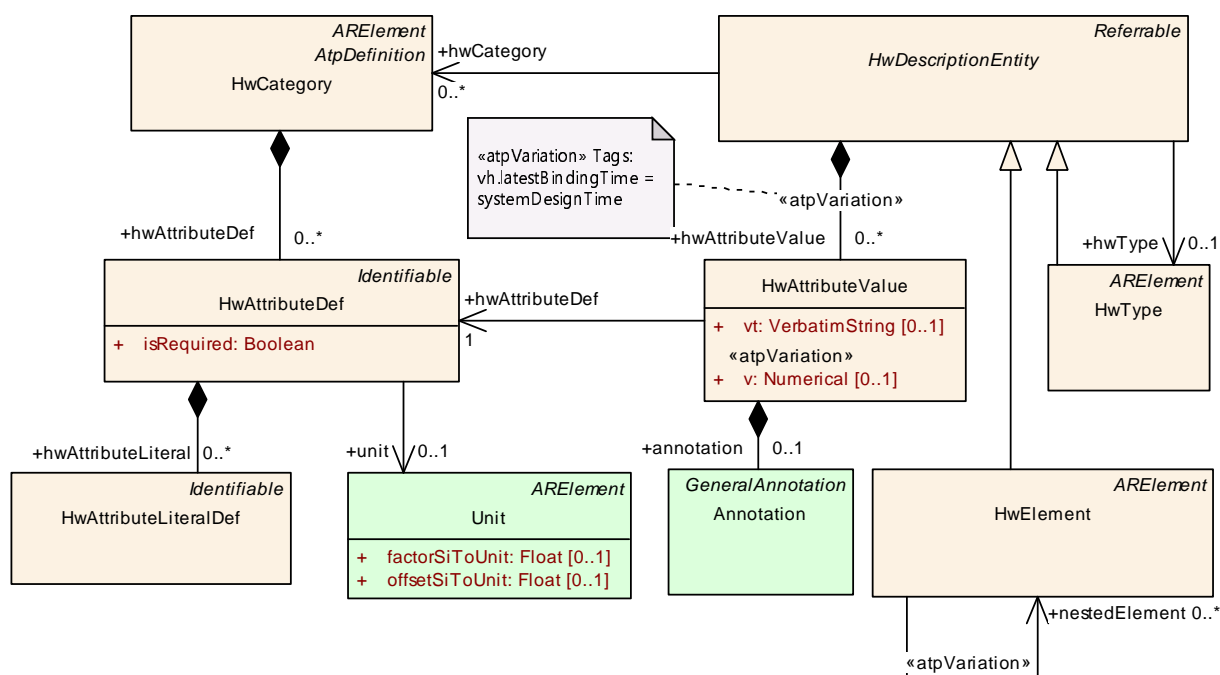 ARElement
AtpDefinition
HwCategory
+hwCategory
0..*
Referrable
HwDescriptionEntity
«atpVariation» Tags:
vh.latestBindingTime =
systemDesignTime
«atpVariation»
+hwAttributeDef
0..*
+hwAttributeValue
0..*
+hwType
0..1
Identifiable
HwAttributeDef
+ isRequired: Boolean
+hwAttributeDef
1
HwAttributeValue
+ vt: VerbatimString [0..1]
«atpVariation»
+ v: Numerical [0..1]
ARElement
HwType
+hwAttributeLiteral
0..*
+unit
0..1
+annotation
0..1
Identifiable
HwAttributeLiteralDef
ARElement
Unit
+ factorSiToUnit: Float [0..1]
+ offsetSiToUnit: Float [0..1]
GeneralAnnotation
Annotation
ARElement
HwElement
+nestedElement 0..*
«atpVariation»